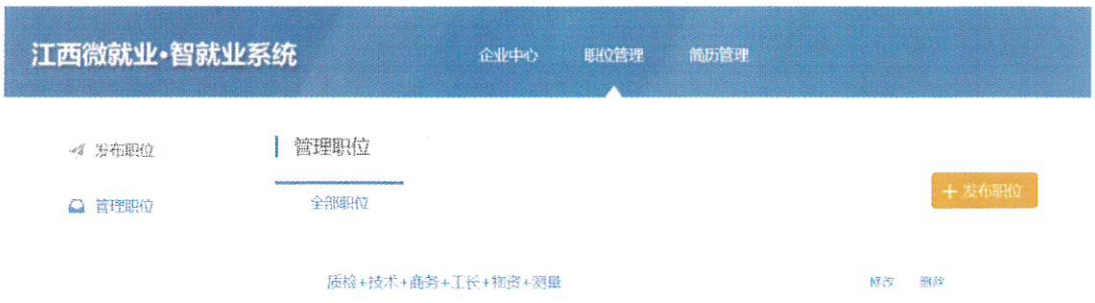 江西微就业•智就业系统
企业中心 职位管理 简历管理
发布职位
管理职位
管理职位
全部职位
+ 发布职位
质检+技术+商务+工长+物资+测量
修改 删除